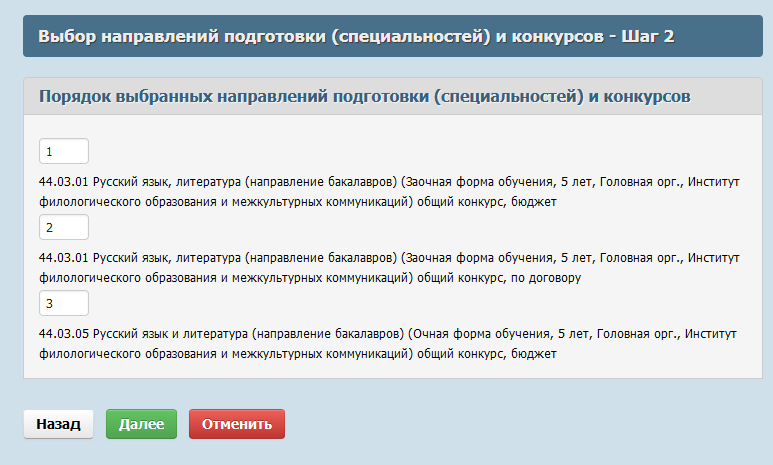 Выбор направлений подготовки (специальностей) и конкурсов - Шаг 2
Порядок выбранных направлений подготовки (специальностей) и конкурсов
1
44.03.01 Русский язык, литература (направление бакалавров) (Заочная форма обучения, 5 лет, Головная орг., Институт
филологического образования и межкультурных коммуникаций) общий конкурс, бюджет
2
44.03.01 Русский язык, литература (направление бакалавров) (Заочная форма обучения, 5 лет, Головная орг., Институт
филологического образования и межкультурных коммуникаций) общий конкурс, по договору
3
44.03.05 Русский язык и литература (направление бакалавров) (Очная форма обучения, 5 лет, Головная орг., Институт
филологического образования и межкультурных коммуникаций) общий конкурс, бюджет
Назад Далее Отменить